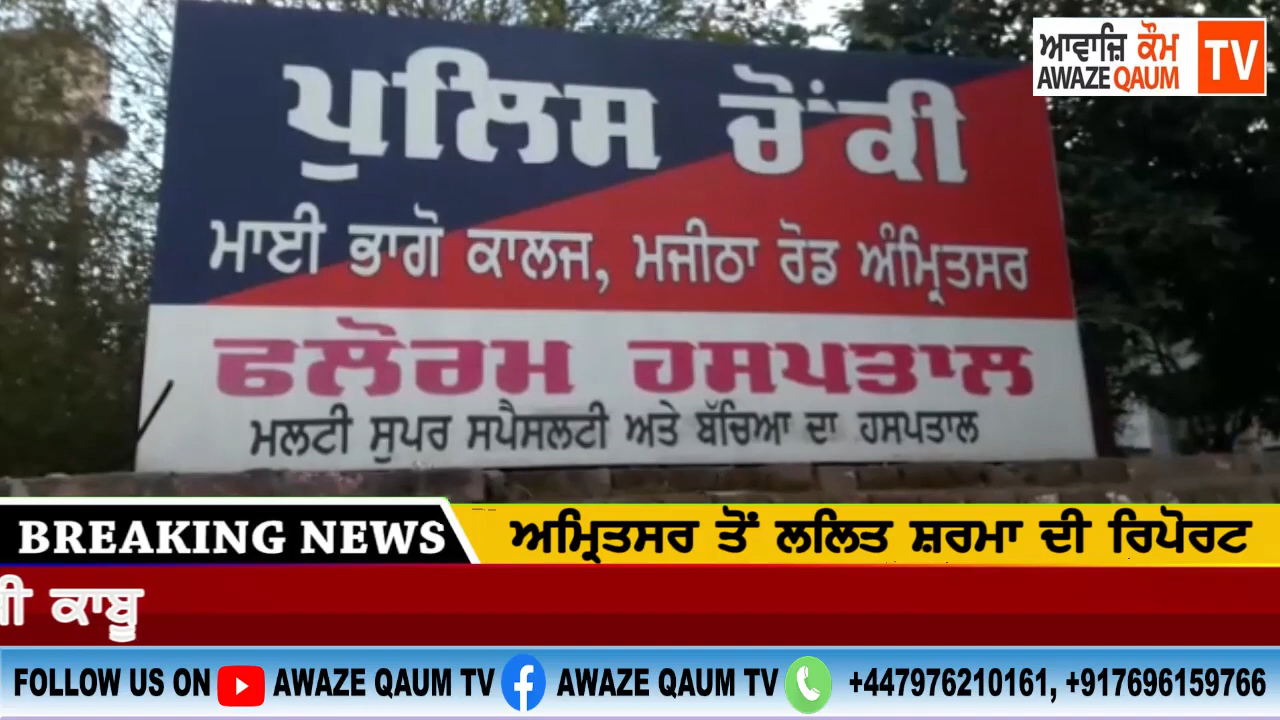 ਆਵਾਜ਼ਿ ਕੌਮ
AWAZE QAUM TV
ਪੁਲਿਸ ਚੋਂਕੀ
ਮਾਈ ਭਾਗੋ ਕਾਲਜ, ਮਜੀਠਾ ਰੋਡ ਅੰਮ੍ਰਿਤਸਰ
ਫਲੋਰਮ ਹਸਪਤਾਲ
ਮਲਟੀ ਸੁਪਰ ਸਪੈਸਲਟੀ ਅਤੇ ਬੱਚਿਆ ਦਾ ਹਸਪਤਾਲ
BREAKING NEWS
ਅਮ੍ਰਿਤਸਰ ਤੋਂ ਲਲਿਤ ਸ਼ਰਮਾ ਦੀ ਰਿਪੋਰਟ
ਕਾਬੂ
FOLLOW US ON AWAZE QAUM TV AWAZE QAUM TV +447976210161, +917696159766